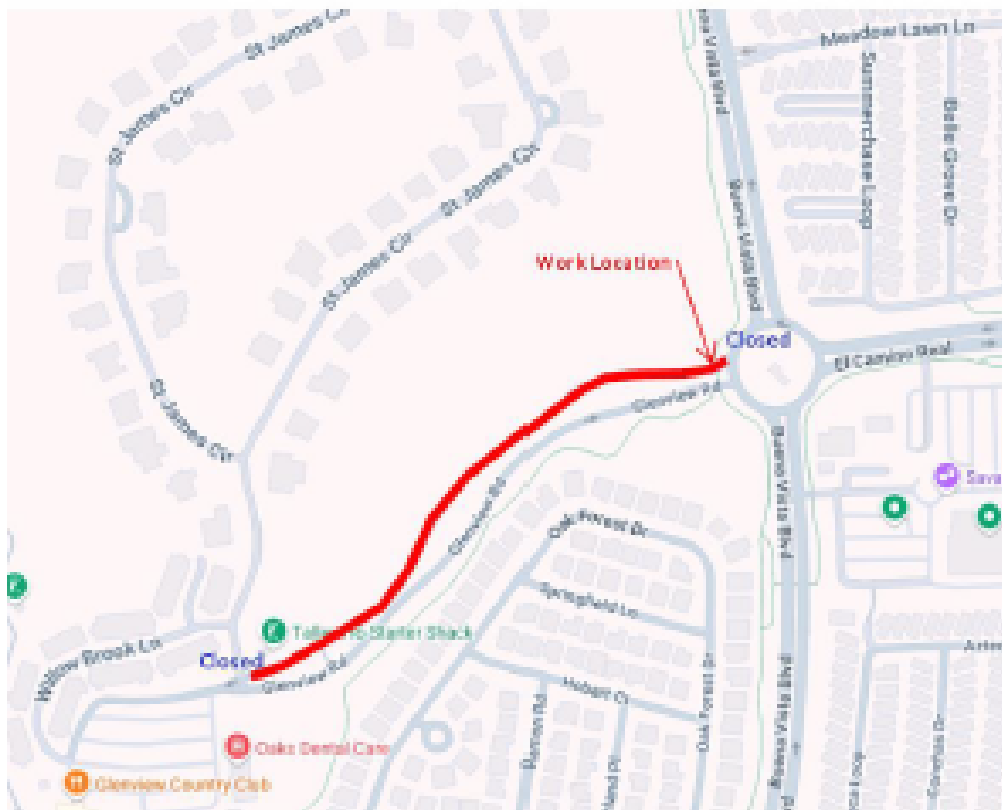 St James Cir
St James Cir
Meadow Lawn Ln
Summerchase Loop
Belle Grove Dr
St James Cir
St James Cir
Buena Vista Blvd
Work Location
Closed
El Camino Real
Glenview Rd
St James Cir
Buena Vista Blvd
Glenview Rd
Oak Forest Dr
Springfield Ln
Starter Shack
Willow Brook Ln
Closed
Glenview Rd
Hobart Ct
Oak Forest Dr
Buena Vista Blvd
Oaks Dental Care
Glenview Country Club